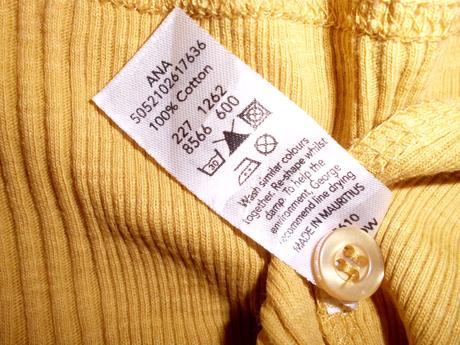 ANA
5052102617636
100% Cotton
227 1262
8566 600
Wash similar colours
together. Re-shape whilst
damp. To help the
environment, George
recommend line drying
MADE IN MAURITIUS